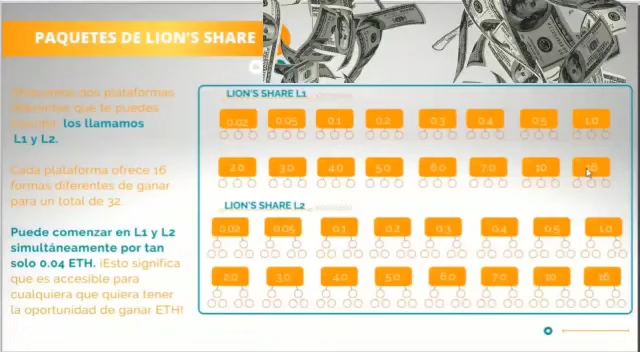 PAQUETES DE LION'S SHARE
dos plataformas
que te puedes
los llamamos
L1 y L2.
Cada plataforma ofrece 16
formas diferentes de ganar
para un total de 32.
Puede comenzar en L1 y L2
simultáneamente por tan
solo 0.04 ETH. ¡Esto significa
que es accesible para
cualquiera que quiera tener
la oportunidad de ganar ETH!
LION'S SHARE L1
0.02 0.05 0.1 0.2 0.3 0.4 0.5 1.0
2.0 3.0 4.0 5.0 6.0 7.0 10 16
LION'S SHARE L2
0.02 0.05 0.1 0.2 0.3 0.4 0.5 1.0
2.0 3.0 4.0 5.0 6.0 7.0 10 16